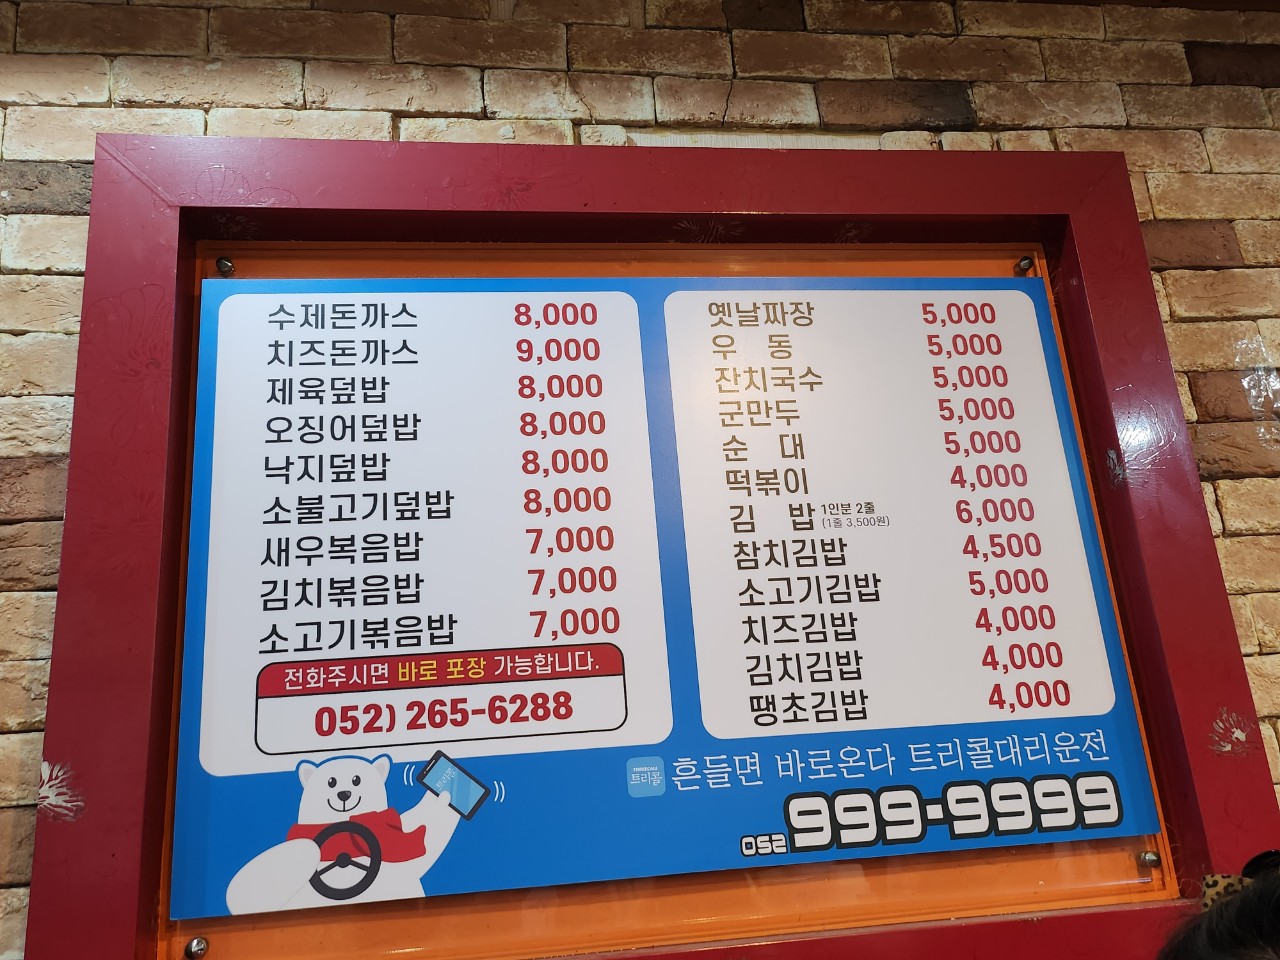 수제돈까스 8,000
치즈돈까스 9,000
제육덮밥 8,000
오징어덮밥 8,000
낙지덮밥 8,000
소불고기덮밥 8,000
새우복음밥 7,000
김치볶음밥 7,000
소고기볶음밥 7,000
전화주시면 바로 포장 가능합니다.
052) 265-6288
옛날짜장 5,000
우 동 5,000
잔치국수 5,000
군만두 5,000
순 대 5,000
떡볶이 4,000
김 밥 1인분 2줄 (1줄 3,500원) 6,000
참치김밥 4,500
소고기김밥 5,000
치즈김밥 4,000
김치김밥 4,000
땡초김밥 4,000
트리콜
트리콜 흔들면 바로온다 트리콜대리운전
052 999-9999